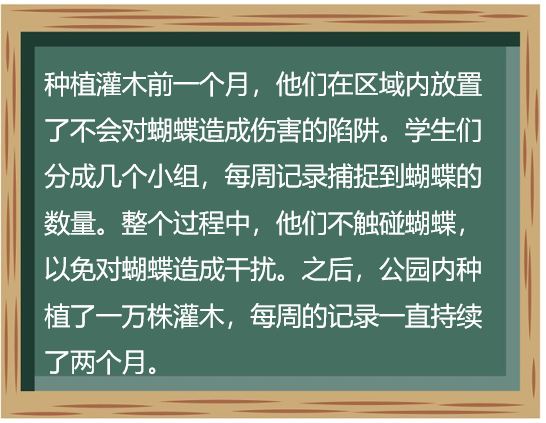 种植灌木前一个月，他们在区域内放置
了不会对蝴蝶造成伤害的陷阱。学生们
分成几个小组，每周记录捕捉到蝴蝶的
数量。整个过程中，他们不触碰蝴蝶，
以免对蝴蝶造成干扰。之后，公园内种
植了一万株灌木，每周的记录一直持续
了两个月。